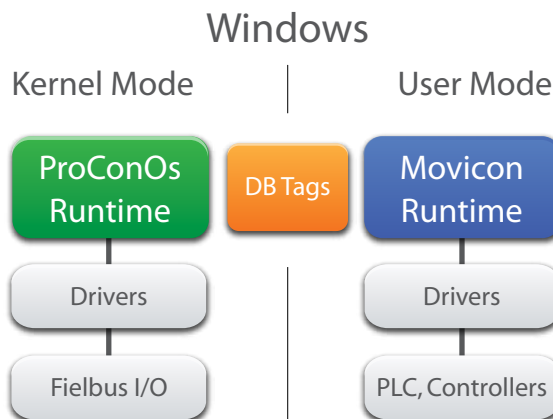 Windows
Kernel Mode
User Mode
ProConOs
Runtime
DB Tags
Movicon
Runtime
Drivers
Drivers
Fielbus I/O
PLC, Controllers